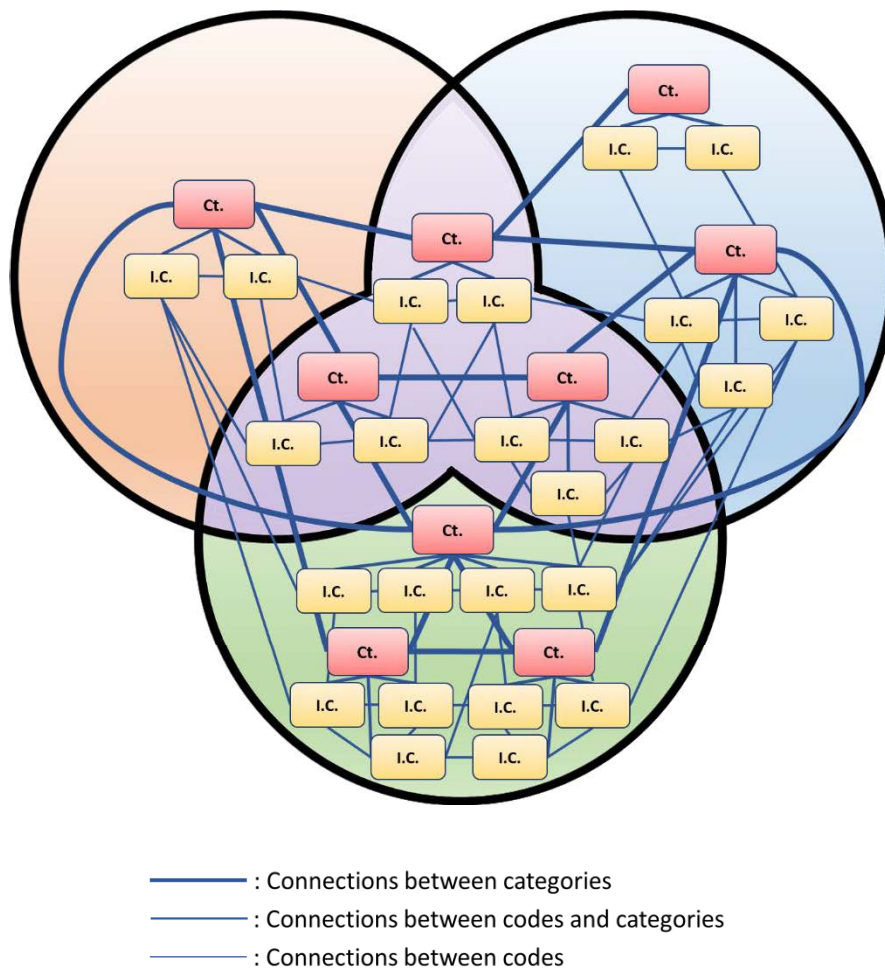 Ct.
I.C. I.C.
Ct.
Ct.
Ct.
I.C. I.C.
I.C. I.C.
I.C. I.C.
Ct. Ct.
I.C.
I.C. I.C. I.C. I.C.
I.C.
Ct.
I.C. I.C. I.C. I.C.
Ct. Ct.
I.C. I.C. I.C. I.C.
I.C. I.C.
: Connections between categories
: Connections between codes and categories
: Connections between codes